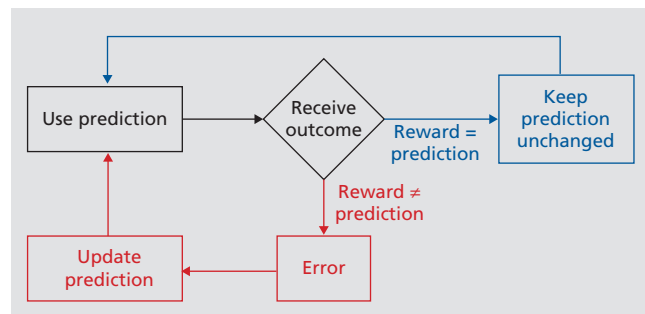 Use prediction
Receive
outcome
Reward =
prediction
Keep
prediction
unchanged
Reward ≠
prediction
Update
prediction
Error